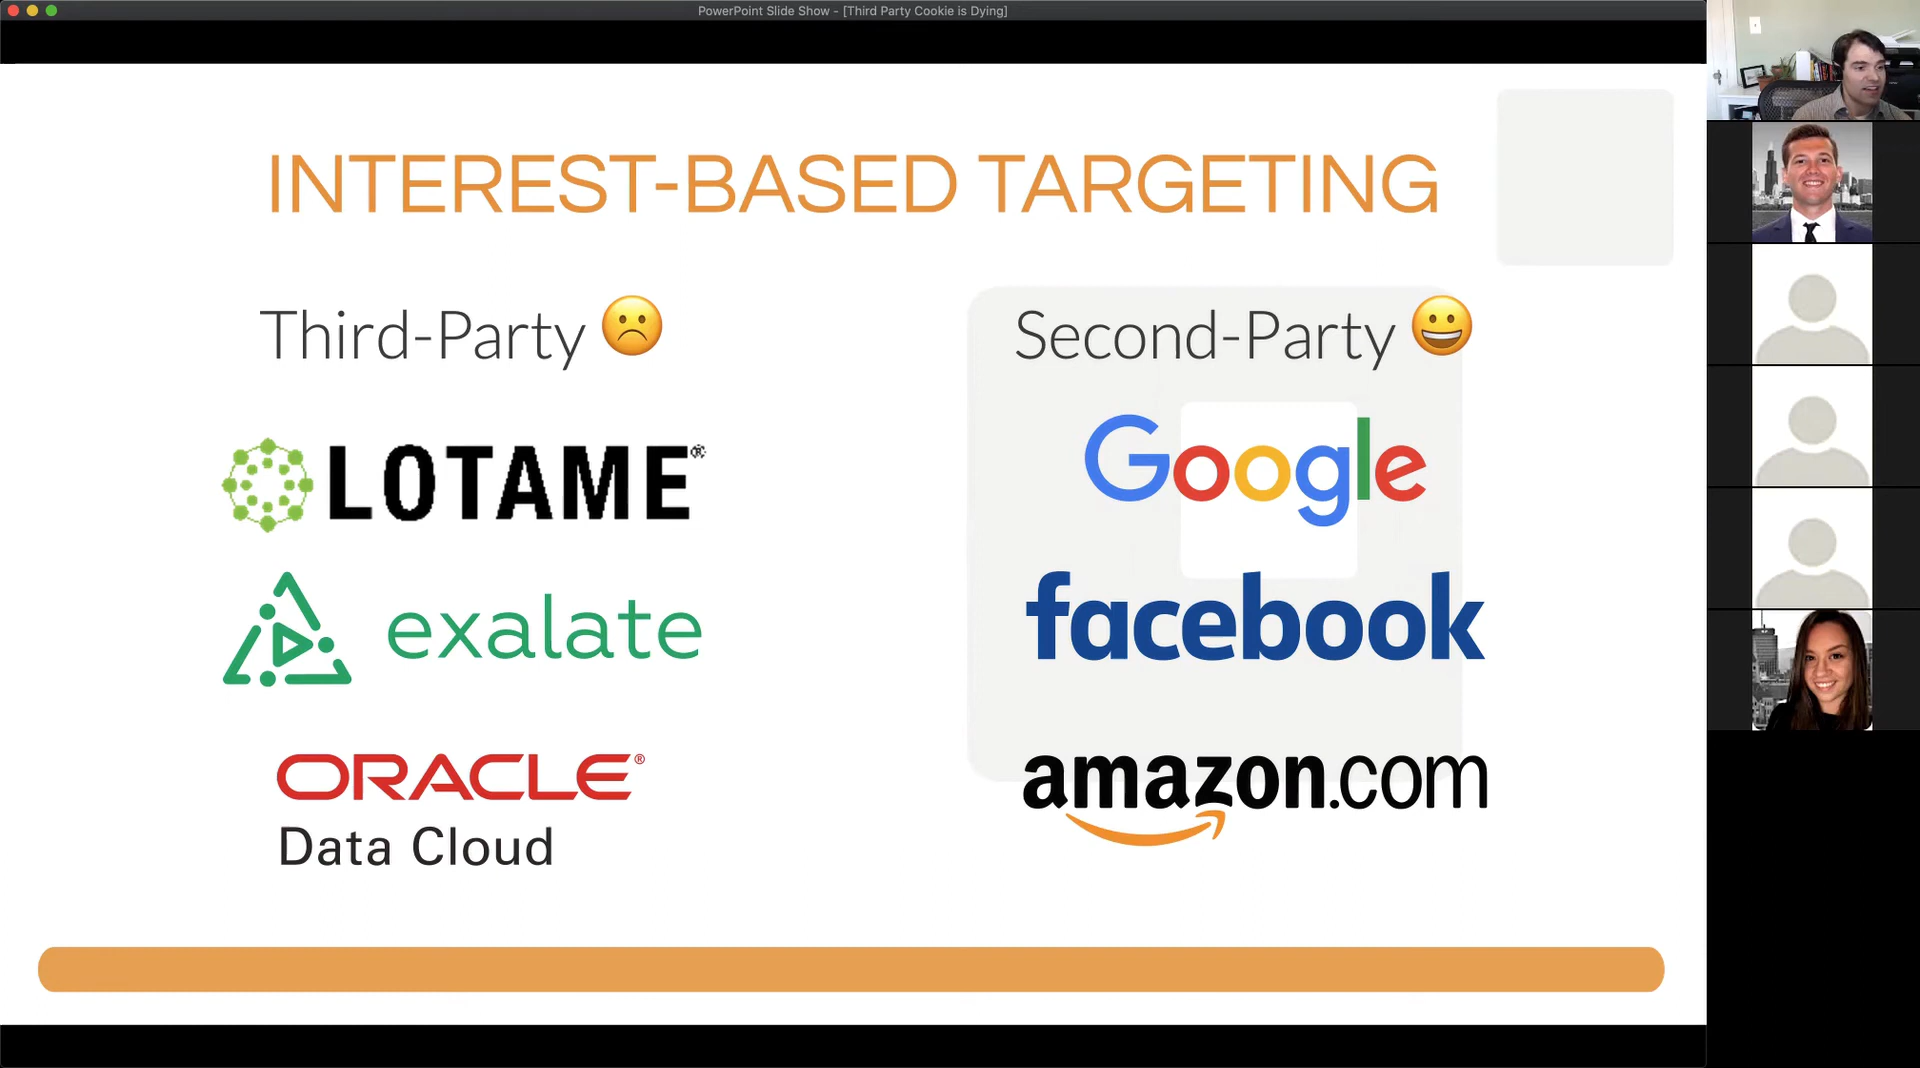 PowerPoint Slide Show - [Third Party Cookie is Dying]
INTEREST-BASED TARGETING
Third-Party ☹️
LOTAME®
exalate
ORACLE®
Data Cloud
Second-Party 😀
Google
facebook
amazon.com